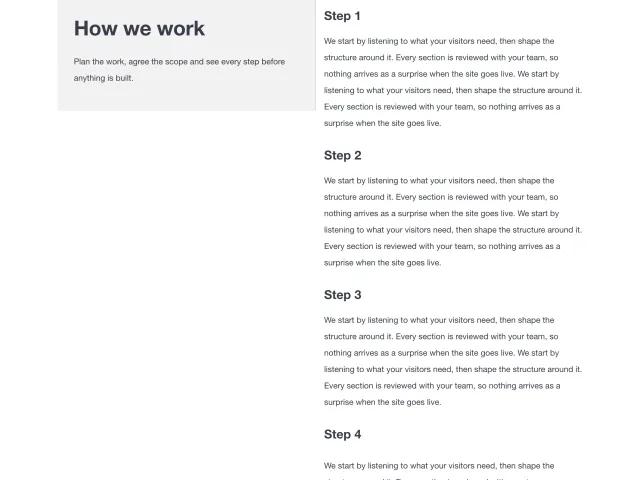 How we work
Plan the work, agree the scope and see every step before
anything is built.
Step 1
We start by listening to what your visitors need, then shape the
structure around it. Every section is reviewed with your team, so
nothing arrives as a surprise when the site goes live. We start by
listening to what your visitors need, then shape the structure around it.
Every section is reviewed with your team, so nothing arrives as a
surprise when the site goes live.
Step 2
We start by listening to what your visitors need, then shape the
structure around it. Every section is reviewed with your team, so
nothing arrives as a surprise when the site goes live. We start by
listening to what your visitors need, then shape the structure around it.
Every section is reviewed with your team, so nothing arrives as a
surprise when the site goes live.
Step 3
We start by listening to what your visitors need, then shape the
structure around it. Every section is reviewed with your team, so
nothing arrives as a surprise when the site goes live. We start by
listening to what your visitors need, then shape the structure around it.
Every section is reviewed with your team, so nothing arrives as a
surprise when the site goes live.
Step 4
We start by listening to what your visitors need, then shape the